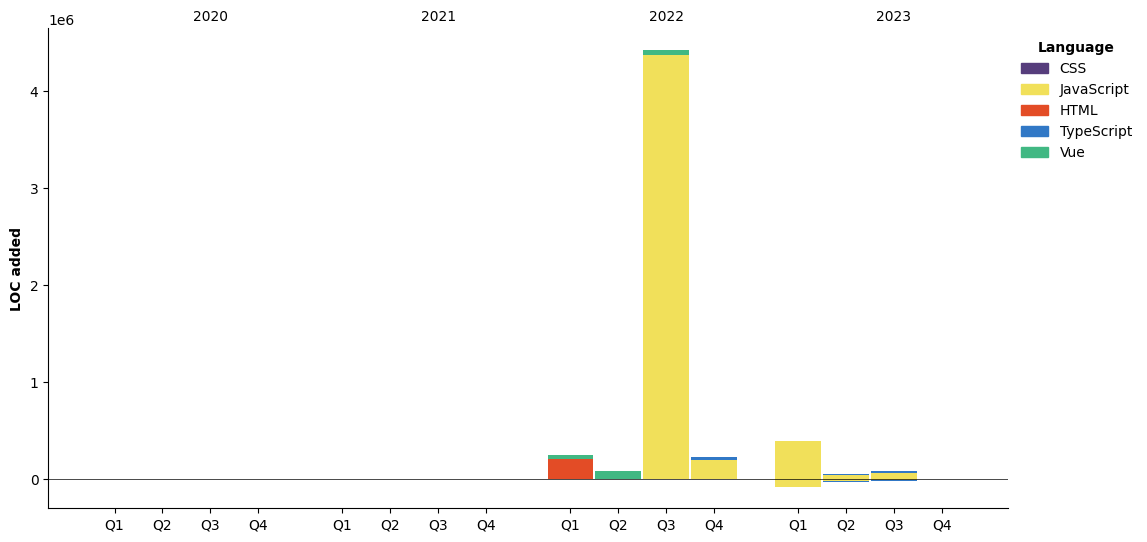 2020 2021 2022 2023
1e6
Language
CSS
JavaScript
HTML
TypeScript
Vue
LOC added
4
3
2
1
0
Q1 Q2 Q3 Q4 Q1 Q2 Q3 Q4 Q1 Q2 Q3 Q4 Q1 Q2 Q3 Q4